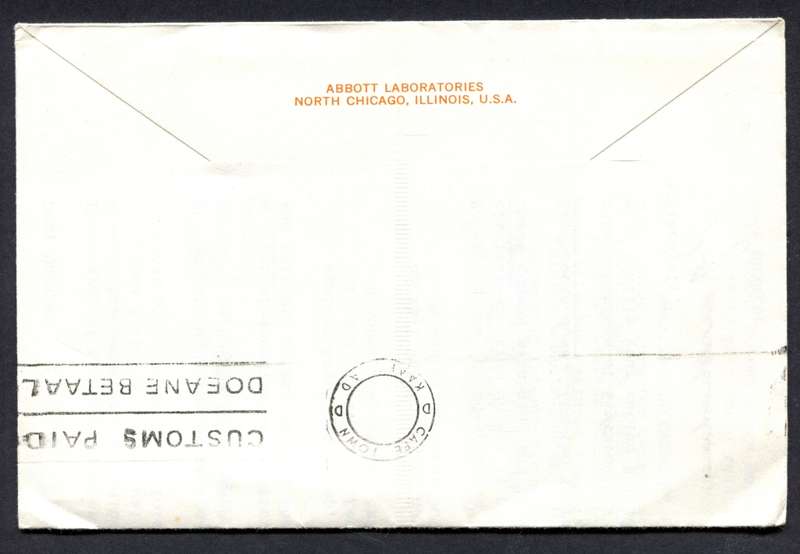 ABBOTT LABORATORIES
NORTH CHICAGO, ILLINOIS, U.S.A.
CAPE TOWN
D D
CUSTOMS PAID
DOEANE BETAAL